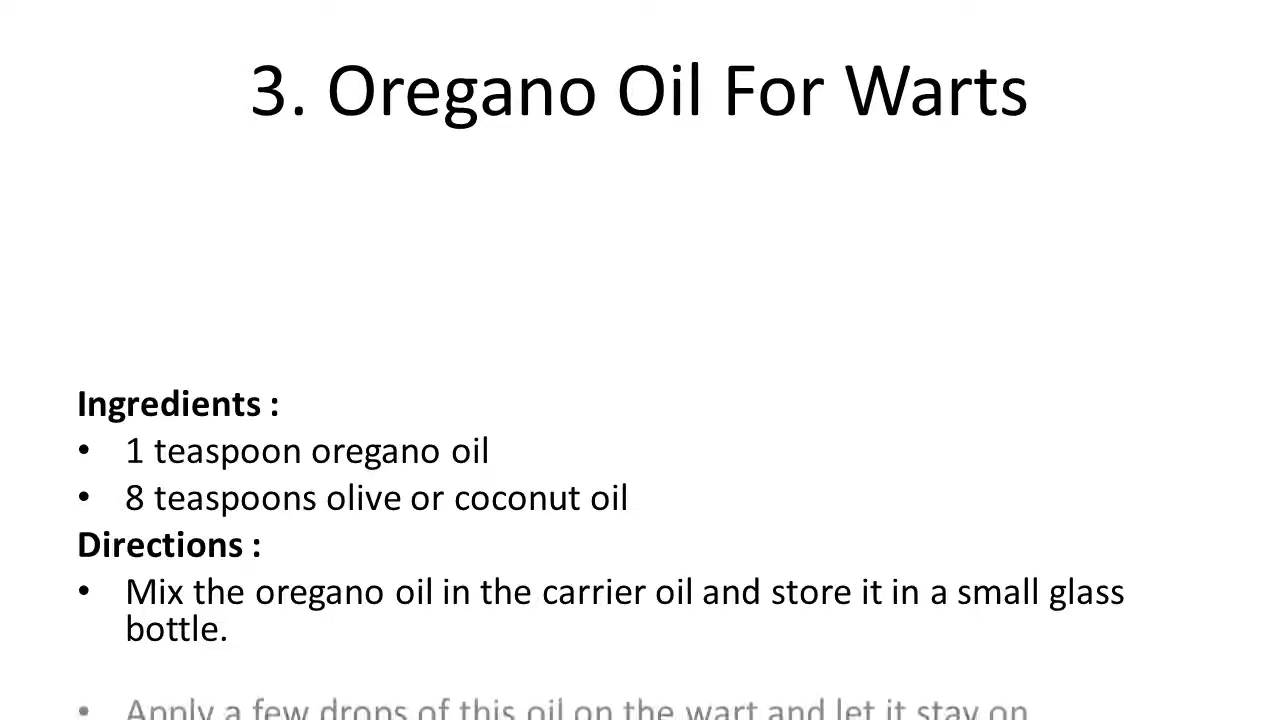 3. Oregano Oil For Warts
Ingredients :
• 1 teaspoon oregano oil
• 8 teaspoons olive or coconut oil
Directions :
• Mix the oregano oil in the carrier oil and store it in a small glass
bottle.
• Apply a few drops of this oil on the wart and let it stay on